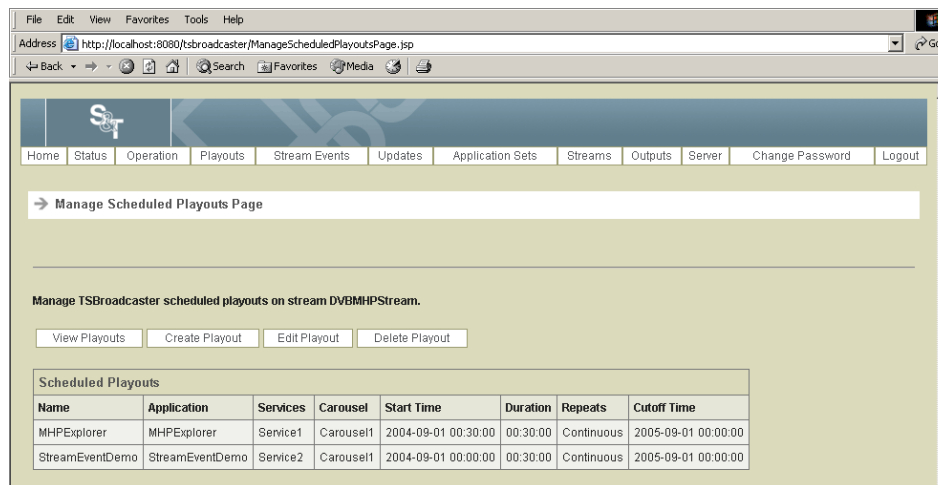 File Edit View Favorites Tools Help
Address http://localhost:8080/tsbroadcaster/ManageScheduledPlayoutsPage.jsp
Back Search Favorites Media
S&T
Home Status Operation Playouts Stream Events Updates Application Sets Streams Outputs Server Change Password Logout
Manage Scheduled Playouts Page
Manage TSBroadcaster scheduled playouts on stream DVBMHPStream.
View Playouts Create Playout Edit Playout Delete Playout
Scheduled Playouts
Name Application Services Carousel Start Time Duration Repeats Cutoff Time
MHPExplorer MHPExplorer Service1 Carousel1 2004-09-01 00:30:00 00:30:00 Continuous 2005-09-01 00:00:00
StreamEventDemo StreamEventDemo Service2 Carousel1 2004-09-01 00:00:00 00:30:00 Continuous 2005-09-01 00:00:00